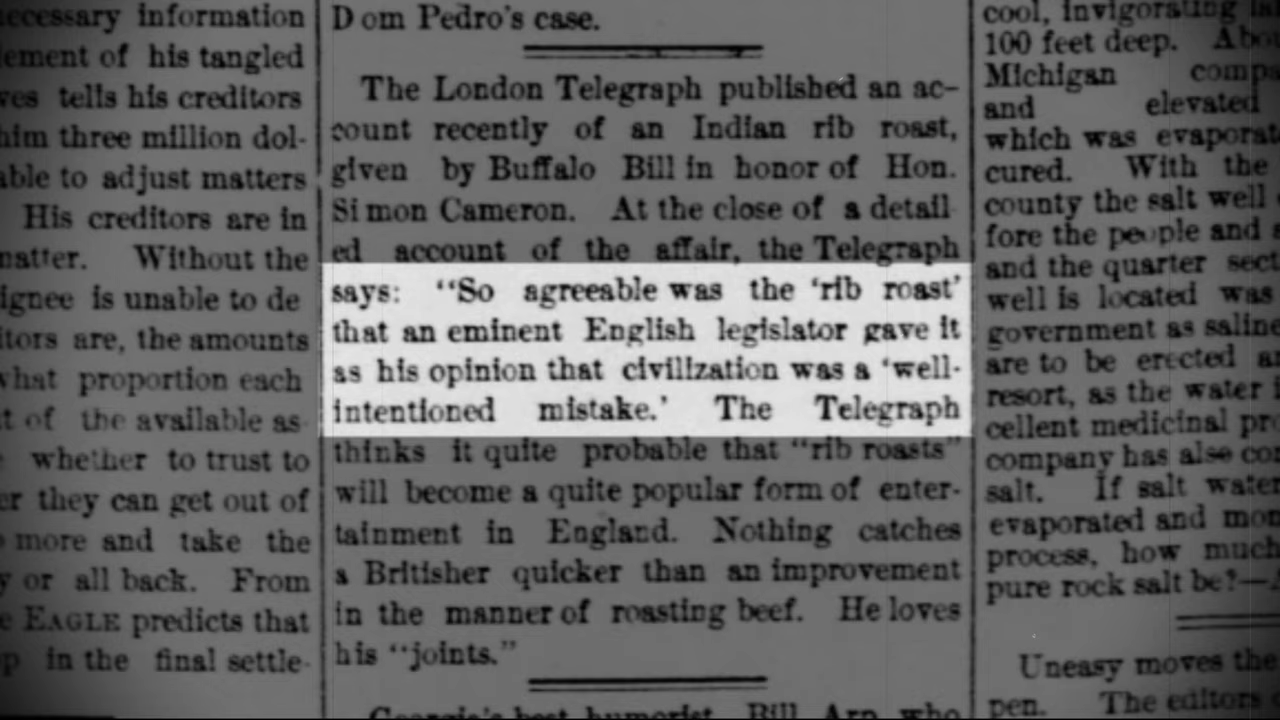 ecessary information
lement of his tangled
ves tells his creditors
him three million dol-
able to adjust matters
His creditors are in
matter. Without the
ignee is unable to de
itors are, the amounts
what proportion each
t of the available as-
whether to trust to
er they can get out of
more and take the
y or all back. From
e EAGLE predicts that
p in the final settle-
Dom Pedro's case.
The London Telegraph published an ac-
count recently of an Indian rib roast,
given by Buffalo Bill in honor of Hon.
Simon Cameron. At the close of a detail
ed account of the affair, the Telegraph
says: "So agreeable was the 'rib roast'
that an eminent English legislator gave it
as his opinion that civilization was a 'well-
intentioned mistake.' The Telegraph
thinks it quite probable that "rib roasts"
will become a quite popular form of enter-
tainment in England. Nothing catches
a Britisher quicker than an improvement
in the manner of roasting beef. He loves
his "joints."
Georgia's best humorist, Bill Arp, who
cool, invigorating
100 feet deep. Abo
Michigan comp
and elevated
which was evaporat
cured. With the
county the salt well
fore the people and a
and the quarter sect
well is located was
government as saline
are to be erected a
resort, as the water i
cellent medicinal pr
company has also co
salt. If salt water
evaporated and mor
process, how much
pure rock salt be?—
Uneasy moves the
pen. The editors